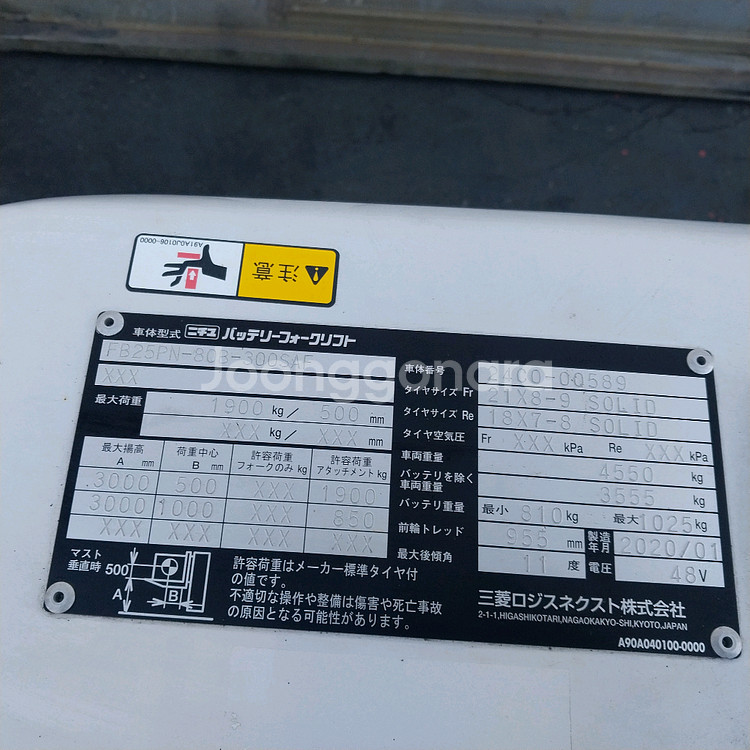 A91A0J0106-0000
注意
車体型式 ニチユ バッテリーフォークリフト
FB25PN-80B-300SAF
XXX
最大荷重 1900 kg/ 500 mm
XXX kg/ XXX mm
最大揚高 A mm 荷重中心 B mm 許容荷重 フォークのみ kg 許容荷重 アタッチメント kg
3000 500 XXX 1900
3000 1000 XXX 850
XXX XXX XXX XXX
マスト垂直時 500 A B
許容荷重はメーカー標準タイヤ付
の値です。
不適切な操作や整備は傷害や死亡事故
の原因となる可能性があります。
車体番号 00589
タイヤサイズ Fr 21X8-9 SOLID
タイヤサイズ Re 18X7-8 SOLID
タイヤ空気圧 Fr XXX kPa Re XXX kPa
車両重量 4550 kg
バッテリを除く
車両重量 3555 kg
バッテリ重量 最小 810 kg 最大 1025 kg
前輪トレッド 955 mm 製造年月 2020/01
最大後傾角 11 度 電圧 48 V
三菱ロジスネクスト株式会社
2-1-1,HIGASHIKOTARI,NAGAOKAKYO-SHI,KYOTO,JAPAN
A90A040100-0000
Joonggonara